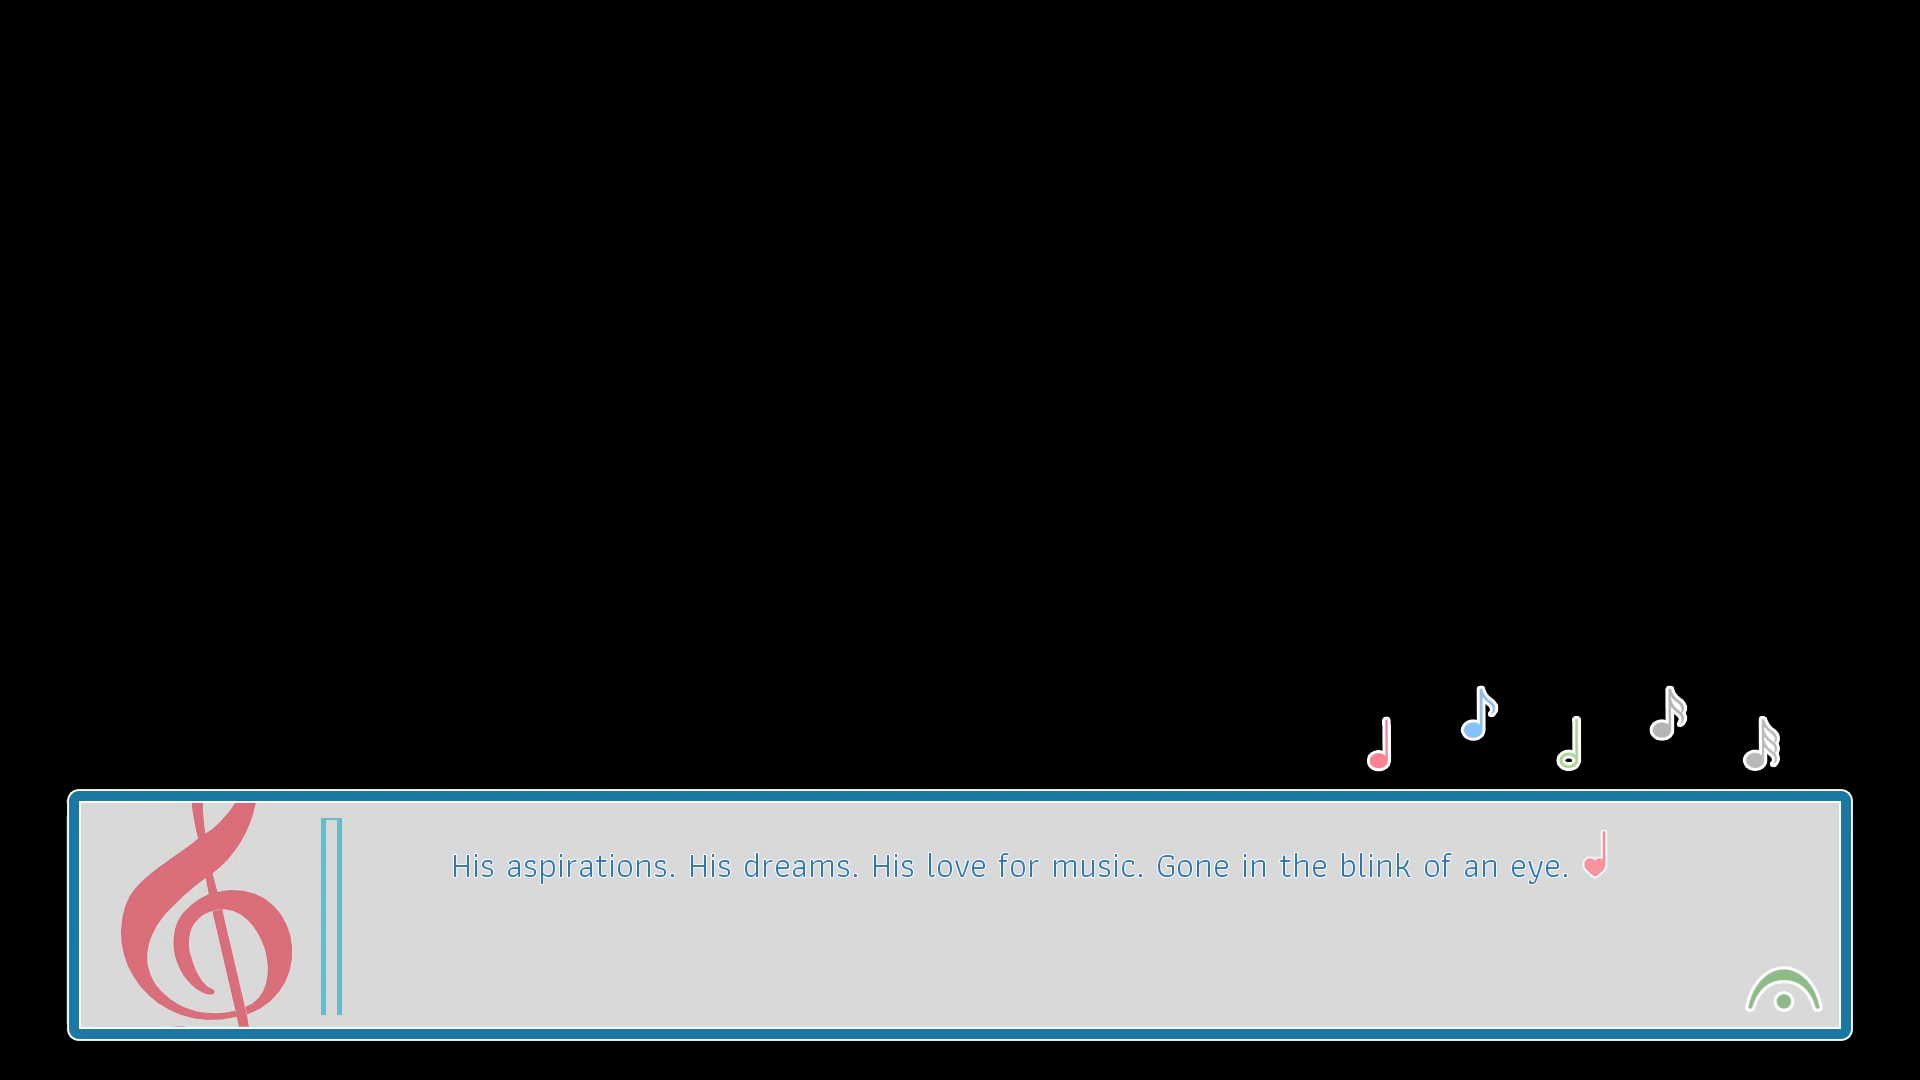 His aspirations. His dreams. His love for music. Gone in the blink of an eye.